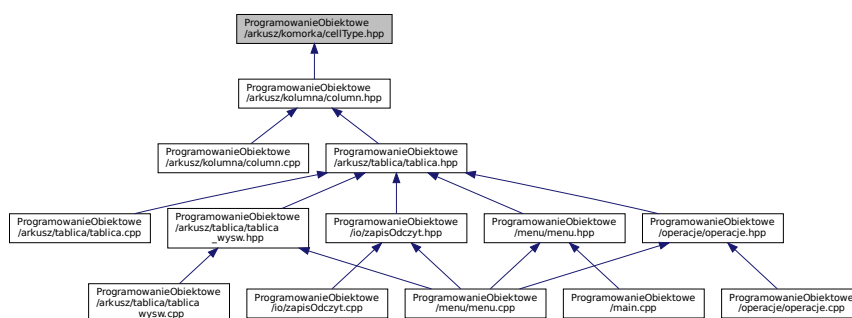 ProgramowanieObiektowe
/arkusz/komorka/cellType.hpp
ProgramowanieObiektowe
/arkusz/kolumna/column.hpp
ProgramowanieObiektowe
/arkusz/kolumna/column.cpp
ProgramowanieObiektowe
/arkusz/tablica/tablica.hpp
ProgramowanieObiektowe
/arkusz/tablica/tablica.cpp
ProgramowanieObiektowe
/arkusz/tablica/tablica
_wysw.hpp
ProgramowanieObiektowe
/io/zapisOdczyt.hpp
ProgramowanieObiektowe
/menu/menu.hpp
ProgramowanieObiektowe
/operacje/operacje.hpp
ProgramowanieObiektowe
/arkusz/tablica/tablica
_wysw.cpp
ProgramowanieObiektowe
/io/zapisOdczyt.cpp
ProgramowanieObiektowe
/menu/menu.cpp
ProgramowanieObiektowe
/main.cpp
ProgramowanieObiektowe
/operacje/operacje.cpp